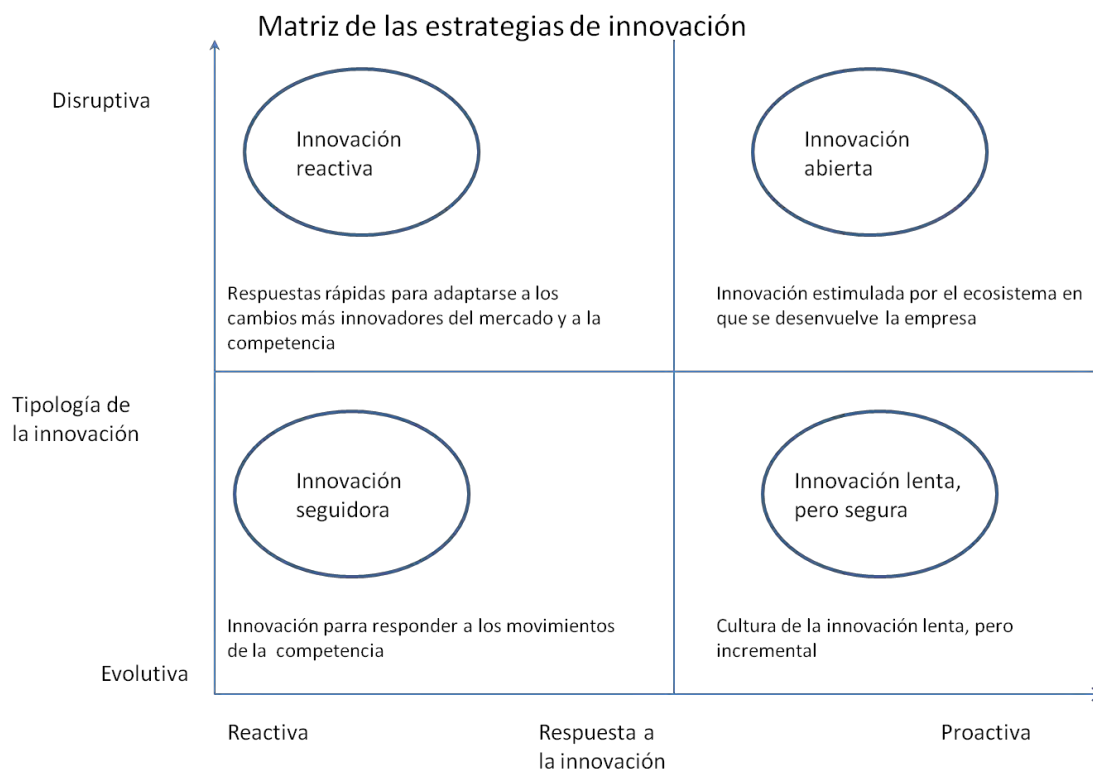 Matriz de las estrategias de innovación
Disruptiva
Innovación
reactiva
Innovación
abierta
Respuestas rápidas para adaptarse a los
cambios más innovadores del mercado y a la
competencia
Innovación estimulada por el ecosistema en
que se desenvuelve la empresa
Tipología de
la innovación
Innovación
seguidora
Innovación lenta,
pero segura
Innovación parra responder a los movimientos
de la competencia
Cultura de la innovación lenta, pero
incremental
Evolutiva
Reactiva
Respuesta a
la innovación
Proactiva